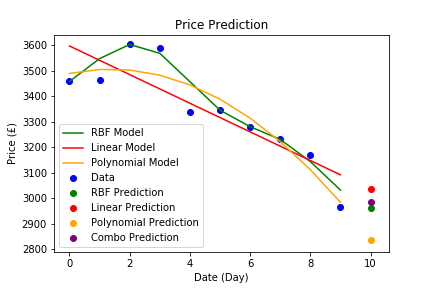 Price Prediction
Price (£)
3600
3500
3400
3300
3200
3100
3000
2900
2800
RBF Model
Linear Model
Polynomial Model
Data
RBF Prediction
Linear Prediction
Polynomial Prediction
Combo Prediction
0 2 4 6 8 10
Date (Day)